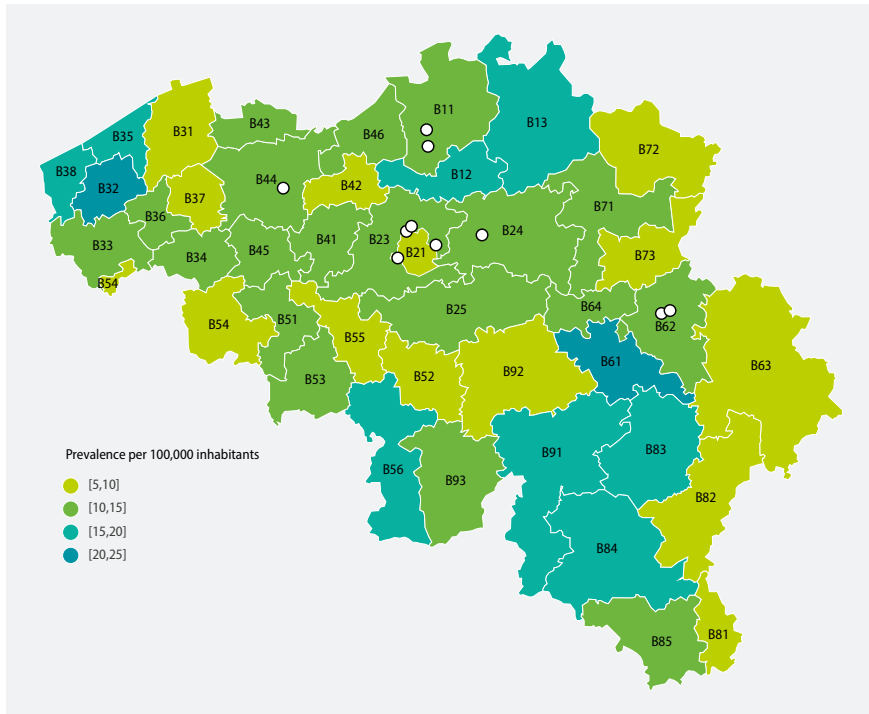 B11
B13
B43
B35
B31
B46
B72
B38
B32
B44
B42
B12
B37
B71
B36
B33
B41
B23
B24
B34
B45
B21
B73
B54
B25
B64
B54
B51
B62
B55
B61
B63
B53
B52
B92
Prevalence per 100,000 inhabitants
B56
B93
B91
B83
[5,10]
[10,15]
B82
[15,20]
[20,25]
B84
B85
B81